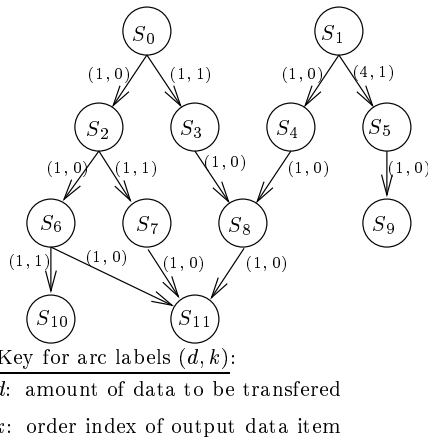 S0 S1
(1, 0) (1, 1) (1, 0) (4, 1)
S2 S3 S4 S5
(1, 0) (1, 1) (1, 0) (1, 0) (1, 0)
S6 S7 S8 S9
(1, 1) (1, 0) (1, 0) (1, 0)
S10 S11
Key for arc labels (d, k):
d: amount of data to be transfered
k: order index of output data item